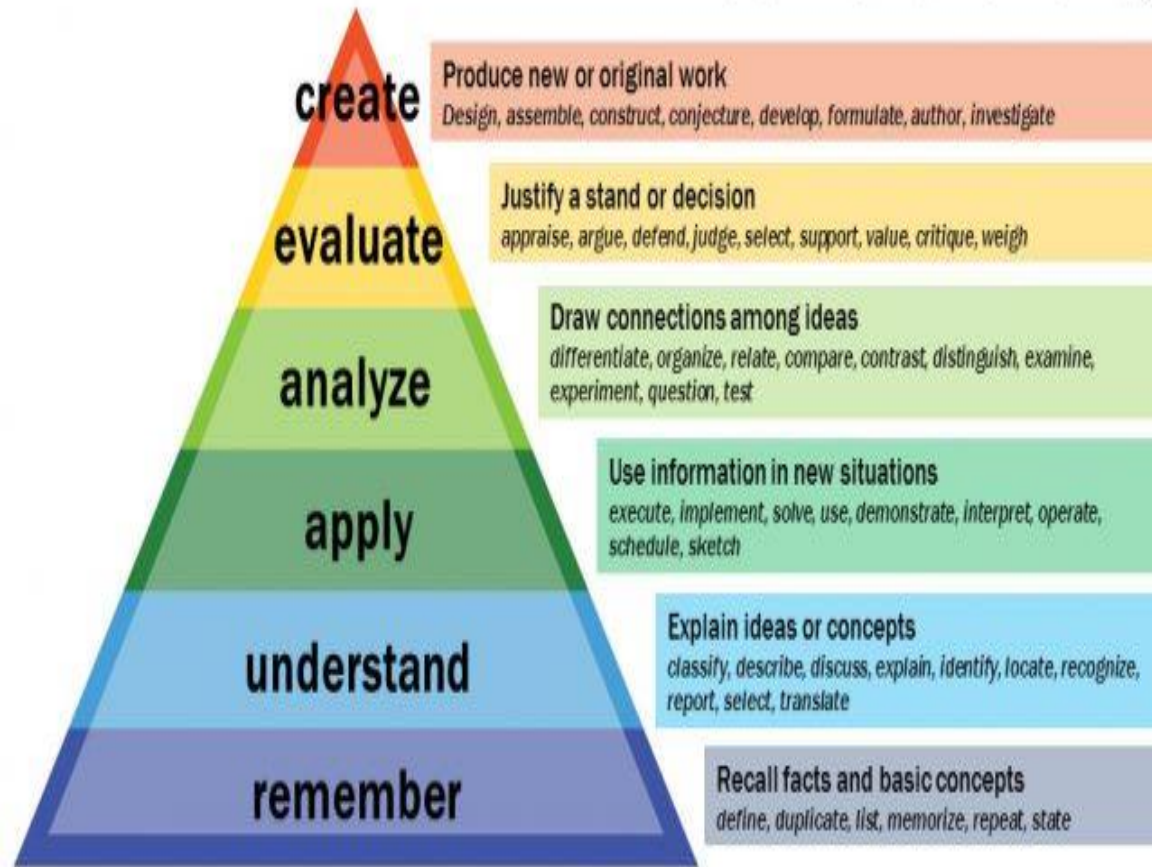 create
Produce new or original work
Design, assemble, construct, conjecture, develop, formulate, author, investigate
evaluate
Justify a stand or decision
appraise, argue, defend, judge, select, support, value, critique, weigh
analyze
Draw connections among ideas
differentiate, organize, relate, compare, contrast, distinguish, examine,
experiment, question, test
apply
Use information in new situations
execute, implement, solve, use, demonstrate, interpret, operate,
schedule, sketch
understand
Explain ideas or concepts
classify, describe, discuss, explain, identify, locate, recognize,
report, select, translate
remember
Recall facts and basic concepts
define, duplicate, list, memorize, repeat, state